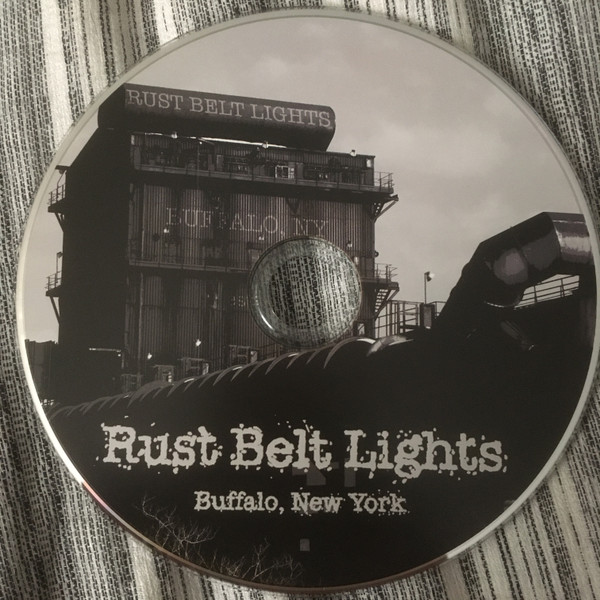 RUST BELT LIGHTS
BUFFALO, NY
Rust Belt Lights
Buffalo, New York